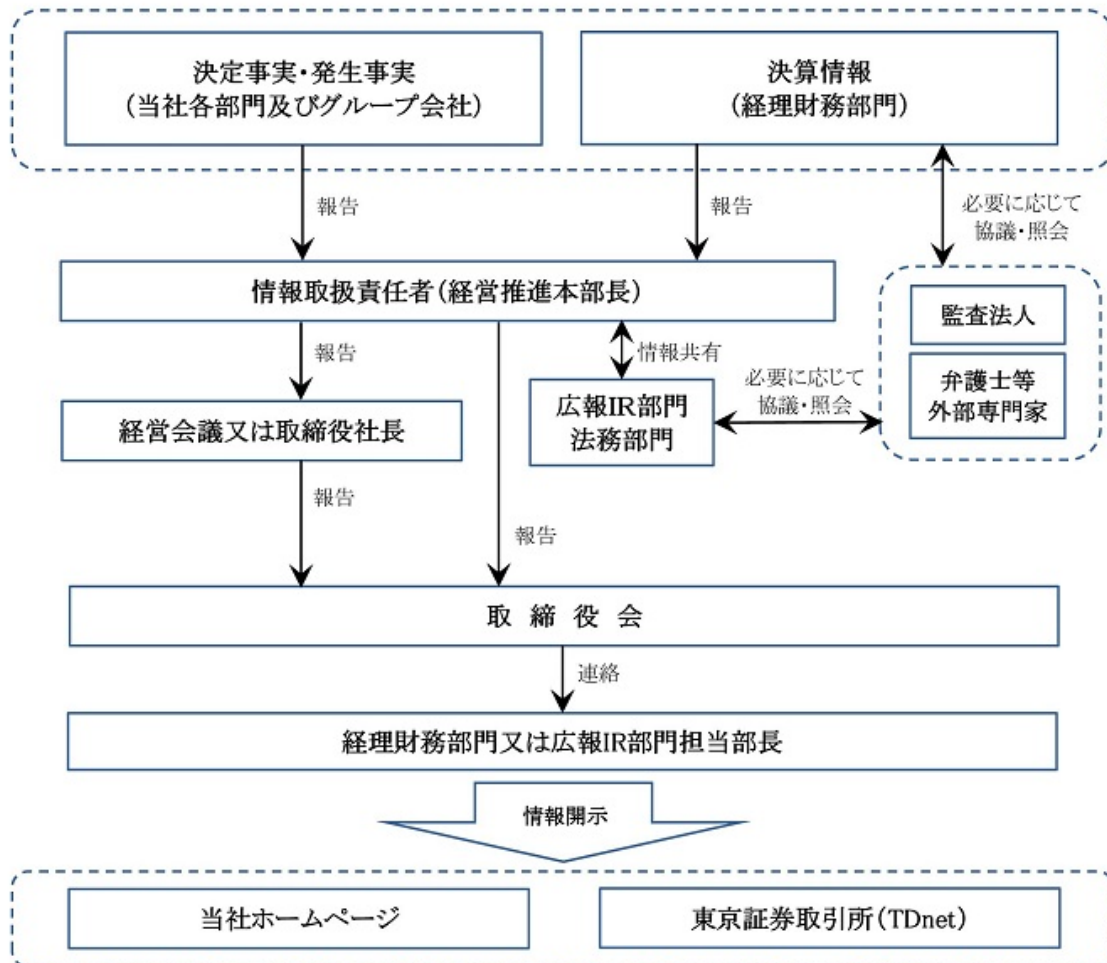 決定事実・発生事実
(当社各部門及びグループ会社)
決算情報
(経理財務部門)
報告
報告
必要に応じて
協議・照会
情報取扱責任者(経営推進本部長)
監査法人
弁護士等
外部専門家
報告
情報共有
必要に応じて
協議・照会
経営会議又は取締役社長
広報IR部門
法務部門
報告
報告
取締役会
連絡
経理財務部門又は広報IR部門担当部長
情報開示
当社ホームページ
東京証券取引所(TDnet)